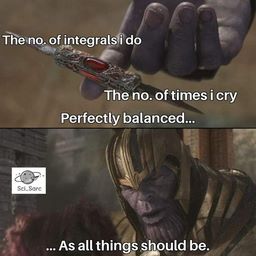 The no. of integrals i do
The no. of times i cry
Perfectly balanced...
Sci_Sarc
... As all things should be.